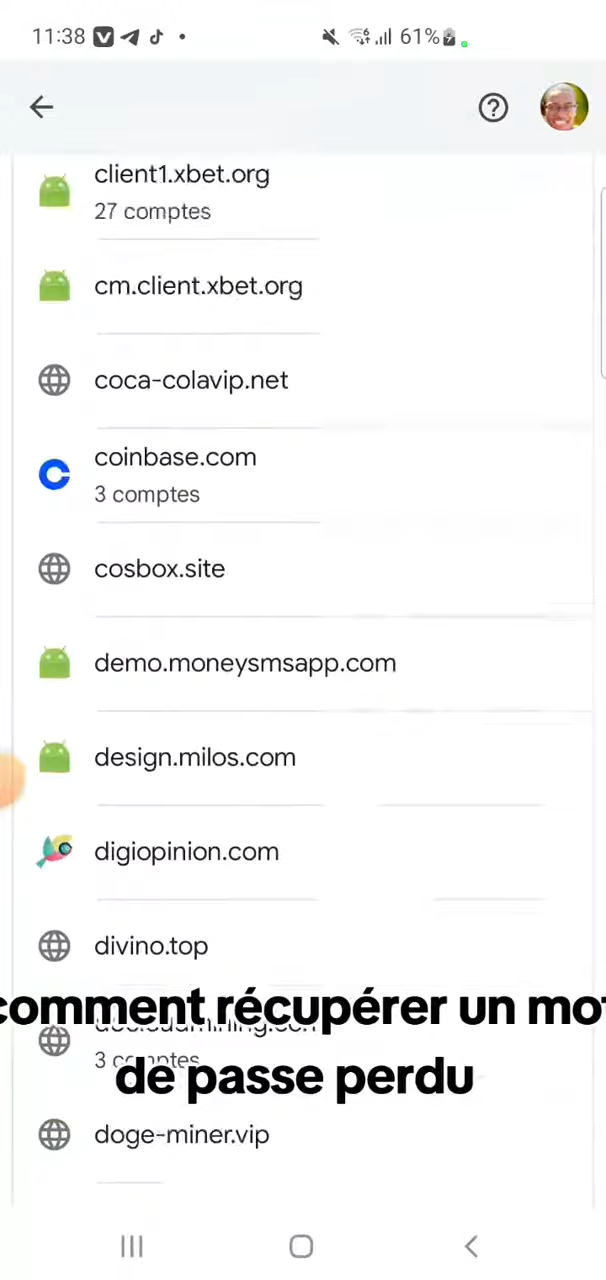 11:38
61%
client1.xbet.org
27 comptes
cm.client.xbet.org
coca-colavip.net
coinbase.com
3 comptes
cosbox.site
demo.moneysmsapp.com
design.milos.com
digiopinion.com
divino.top
comment récupérer un mot
3 comptes
de passe perdu
doge-miner.vip